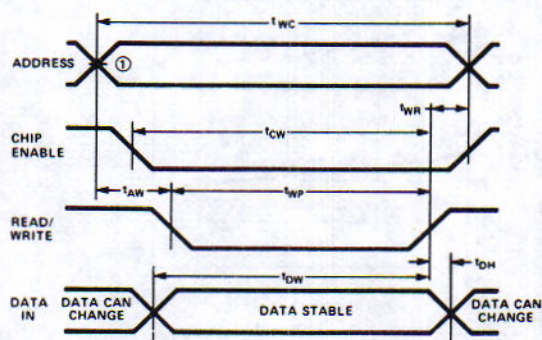 tWC
ADDRESS ①
tWR
tCW
CHIP
ENABLE
tAW tWP
READ/
WRITE
tDH
tDW
DATA
IN
DATA CAN
CHANGE
DATA STABLE
DATA CAN
CHANGE